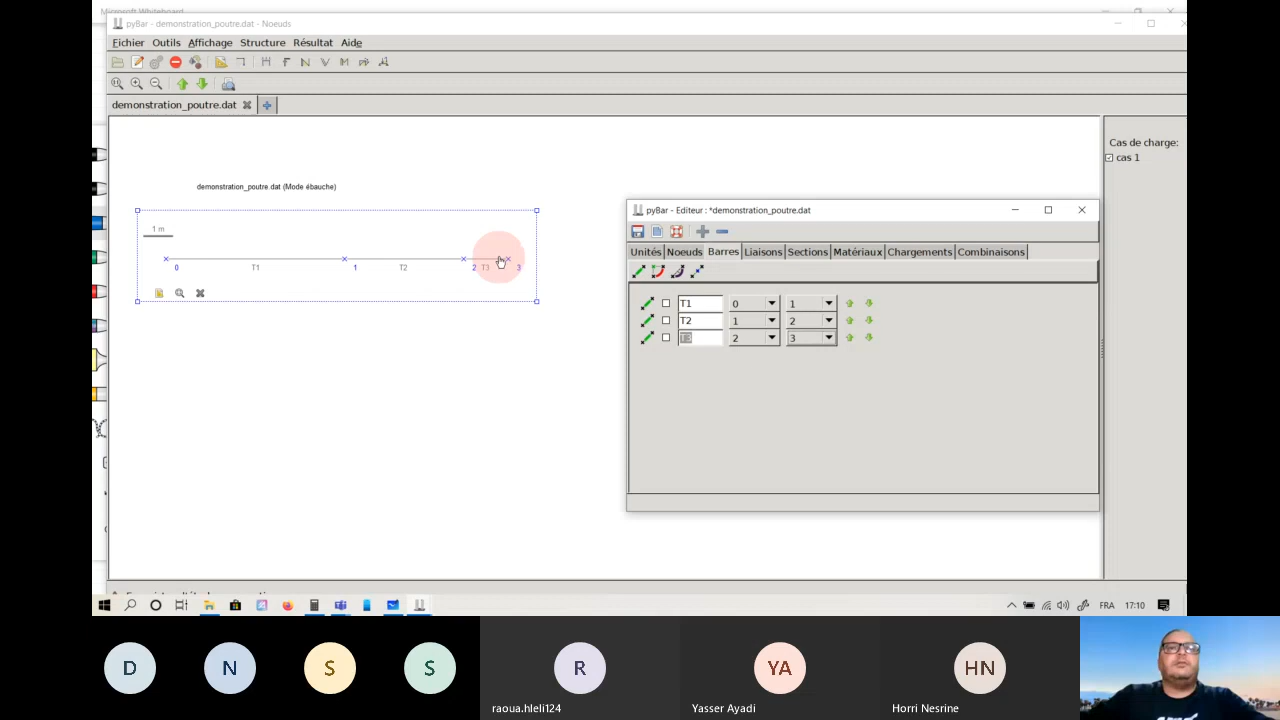 pyBar - demonstration_poutre.dat - Noeuds
Fichier Outils Affichage Structure Résultat Aide
demonstration_poutre.dat
Cas de charge:
cas 1
demonstration_poutre.dat (Mode ébauche)
1 m
0 T1 1 T2 2 T3 3
pyBar - Editeur : *demonstration_poutre.dat
Unités Noeuds Barres Liaisons Sections Matériaux Chargements Combinaisons
T1 0 1
T2 1 2
2 3
FRA 17:10
D N S S R YA HN
raoua.hleli124 Yasser Ayadi Horri Nesrine